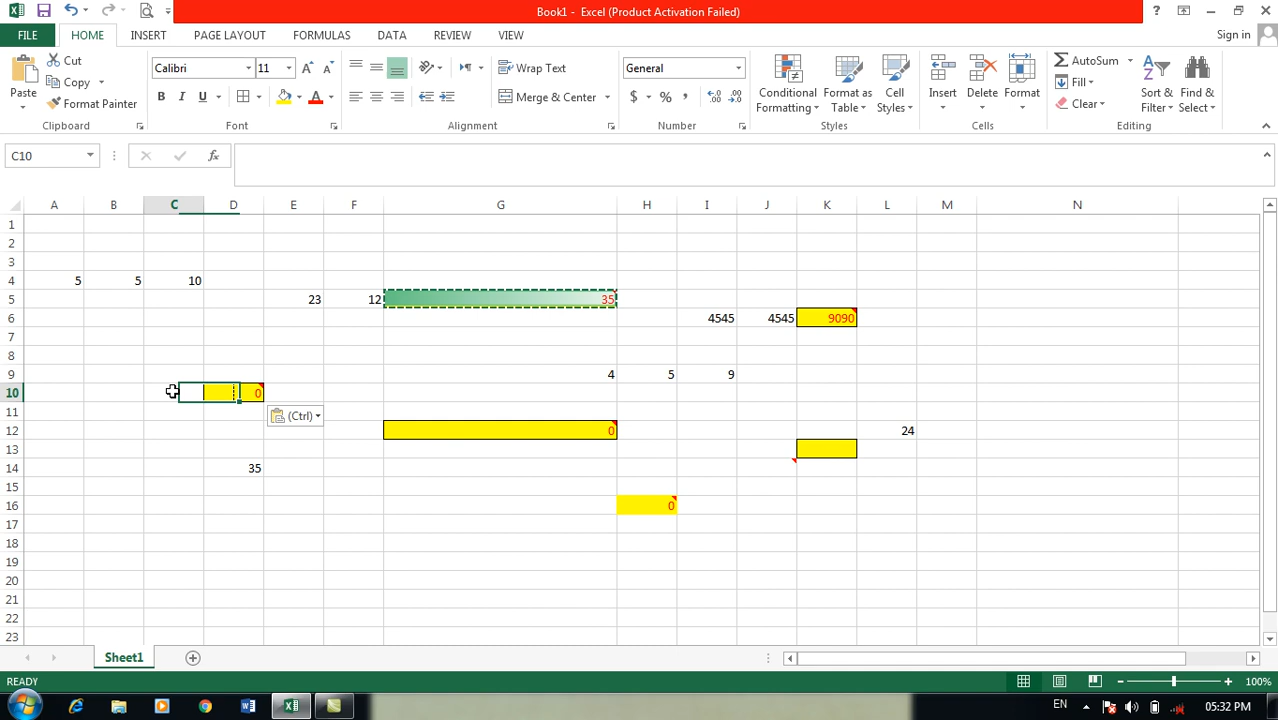 Book1 - Excel (Product Activation Failed)
FILE HOME INSERT PAGE LAYOUT FORMULAS DATA REVIEW VIEW Sign in
Paste Cut Copy Format Painter
Calibri 11
B I U A
Wrap Text
Merge & Center
General
$ % ,
Conditional Formatting Format as Table Cell Styles
Insert Delete Format
AutoSum Fill Clear
Sort & Filter Find & Select
Clipboard Font Alignment Number Styles Cells Editing
C10 fx
A B C D E F G H I J K L M N
1
2
3
4 5 5 10
5 23 12 35
6 4545 4545 9090
7
8
9 4 5 9
10 0
11 (Ctrl)
12 0 24
13
14 35
15
16 0
17
18
19
20
21
22
23
Sheet1
READY 100%
EN 05:32 PM